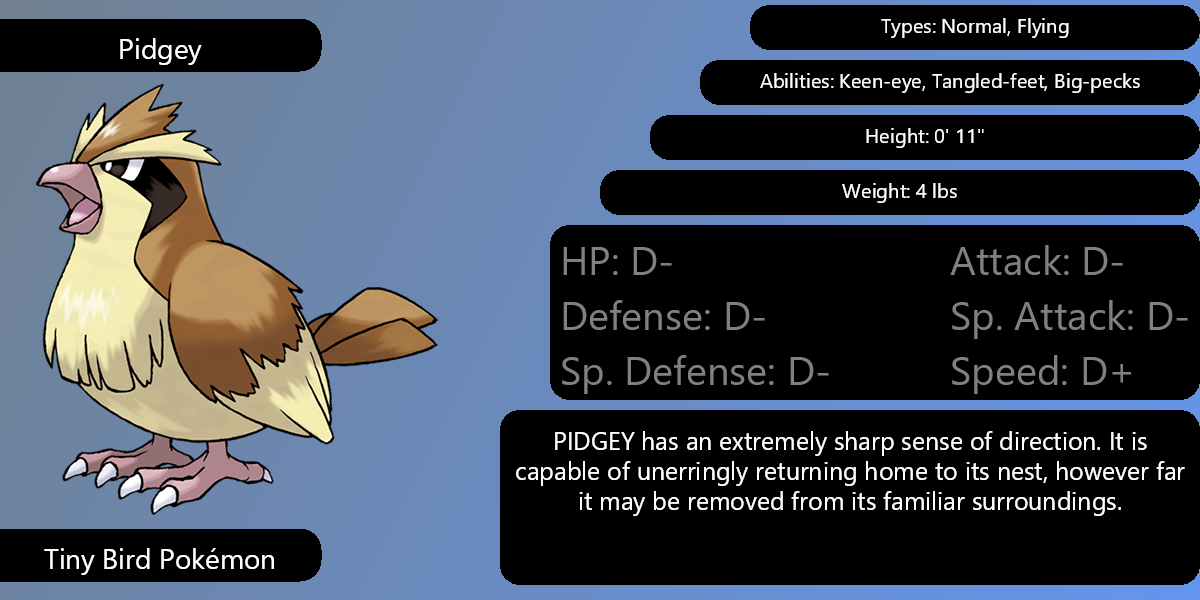 Pidgey
Types: Normal, Flying
Abilities: Keen-eye, Tangled-feet, Big-pecks
Height: 0' 11"
Weight: 4 lbs
HP: D-
Attack: D-
Defense: D-
Sp. Attack: D-
Sp. Defense: D-
Speed: D+
PIDGEY has an extremely sharp sense of direction. It is
capable of unerringly returning home to its nest, however far
it may be removed from its familiar surroundings.
Tiny Bird Pokémon